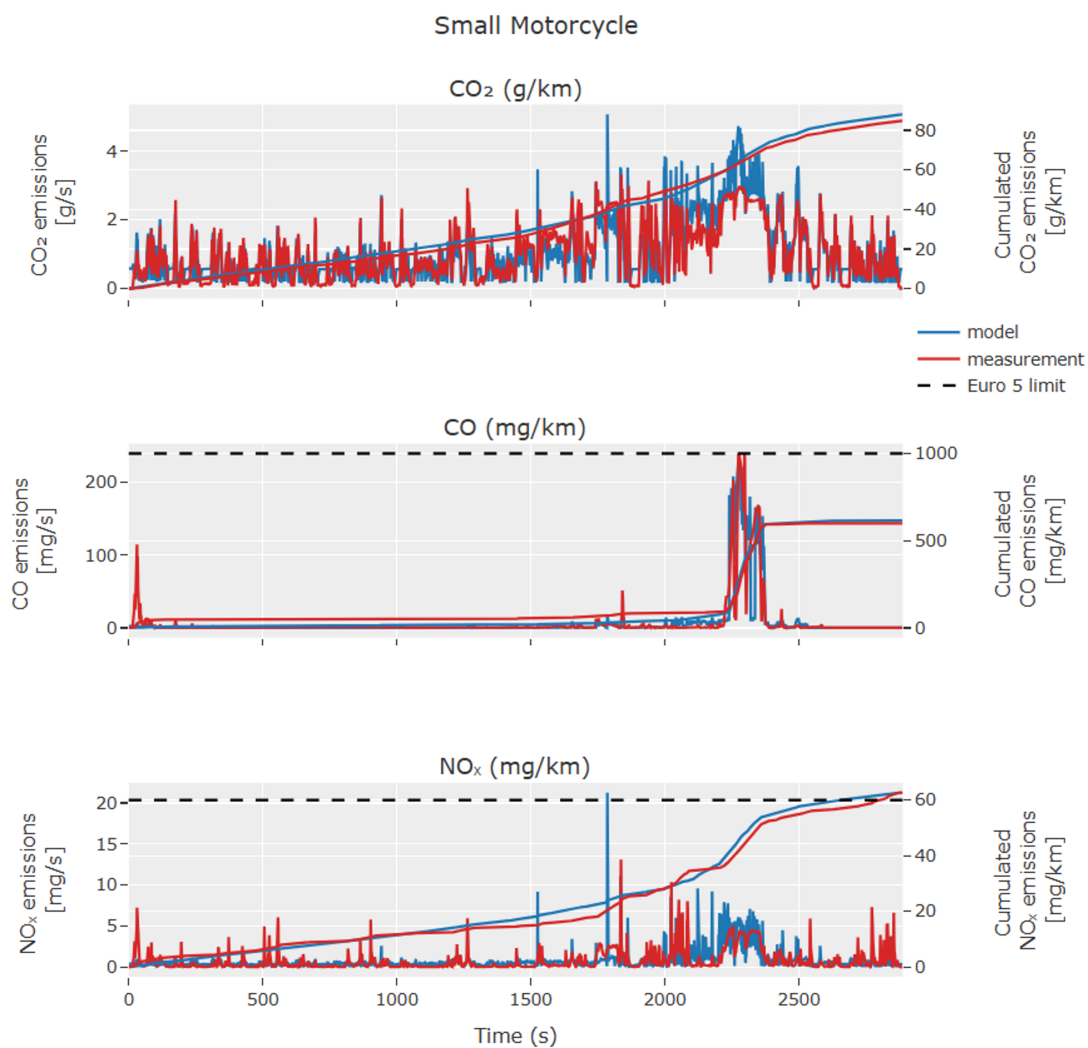 Small Motorcycle
CO₂ (g/km)
CO₂ emissions
[g/s]
4
2
0
80
60
40
20
0
Cumulated
CO₂ emissions
[g/km]
model
measurement
Euro 5 limit
CO (mg/km)
CO emissions
[mg/s]
200
100
0
1000
500
0
Cumulated
CO emissions
[mg/km]
NOₓ (mg/km)
NOₓ emissions
[mg/s]
20
15
10
5
0
60
40
20
0
Cumulated
NOₓ emissions
[mg/km]
0 500 1000 1500 2000 2500
Time (s)